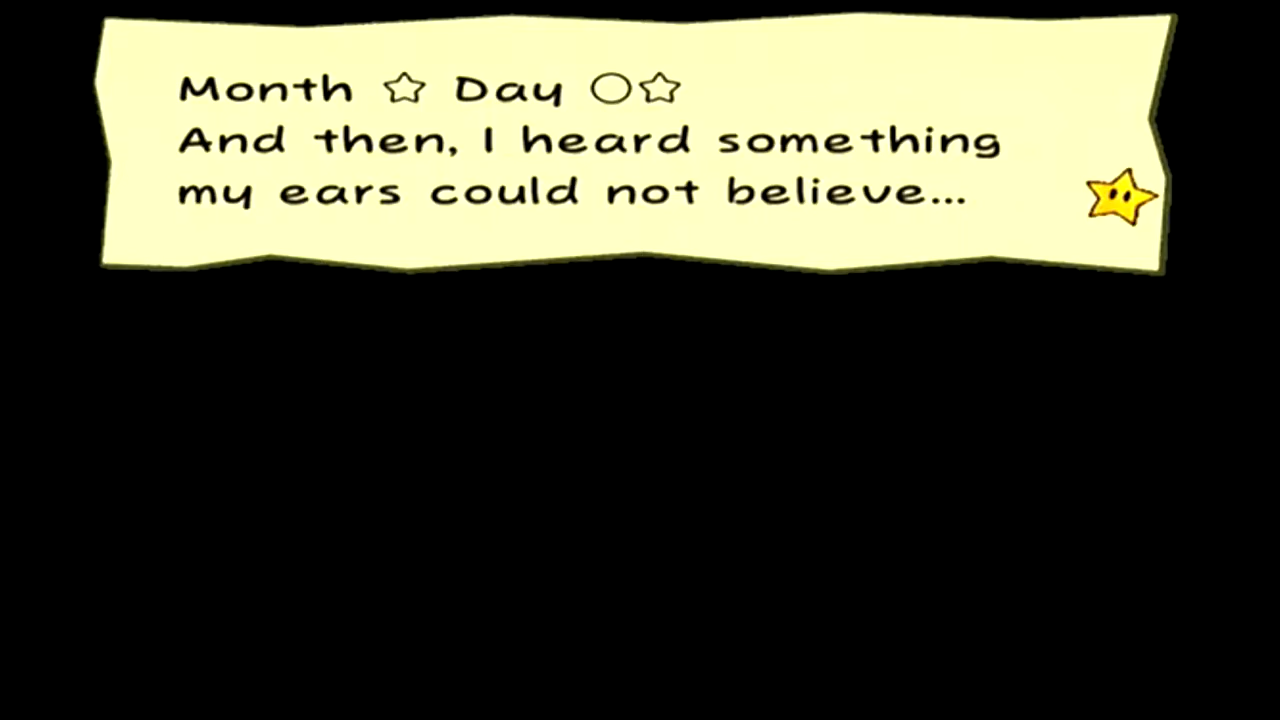 Month ☆ Day ○☆
And then, I heard something
my ears could not believe...